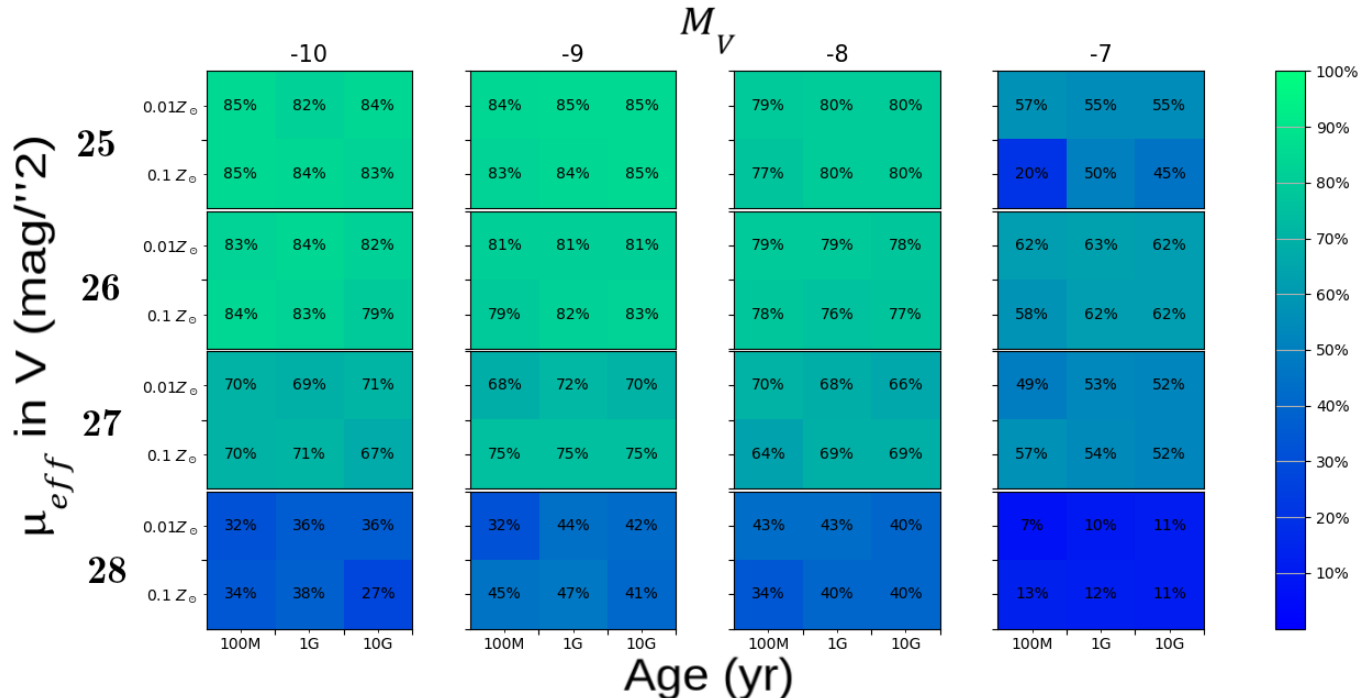 M_V
-10 -9 -8 -7
μ_eff in V (mag/"2)
25
0.01Z⊙ 85% 82% 84% 84% 85% 85% 79% 80% 80% 57% 55% 55%
0.1 Z⊙ 85% 84% 83% 83% 84% 85% 77% 80% 80% 20% 50% 45%
26
0.01Z⊙ 83% 84% 82% 81% 81% 81% 79% 79% 78% 62% 63% 62%
0.1 Z⊙ 84% 83% 79% 79% 82% 83% 78% 76% 77% 58% 62% 62%
27
0.01Z⊙ 70% 69% 71% 68% 72% 70% 70% 68% 66% 49% 53% 52%
0.1 Z⊙ 70% 71% 67% 75% 75% 75% 64% 69% 69% 57% 54% 52%
28
0.01Z⊙ 32% 36% 36% 32% 44% 42% 43% 43% 40% 7% 10% 11%
0.1 Z⊙ 34% 38% 27% 45% 47% 41% 34% 40% 40% 13% 12% 11%
100M 1G 10G 100M 1G 10G 100M 1G 10G 100M 1G 10G
Age (yr)
100%
90%
80%
70%
60%
50%
40%
30%
20%
10%